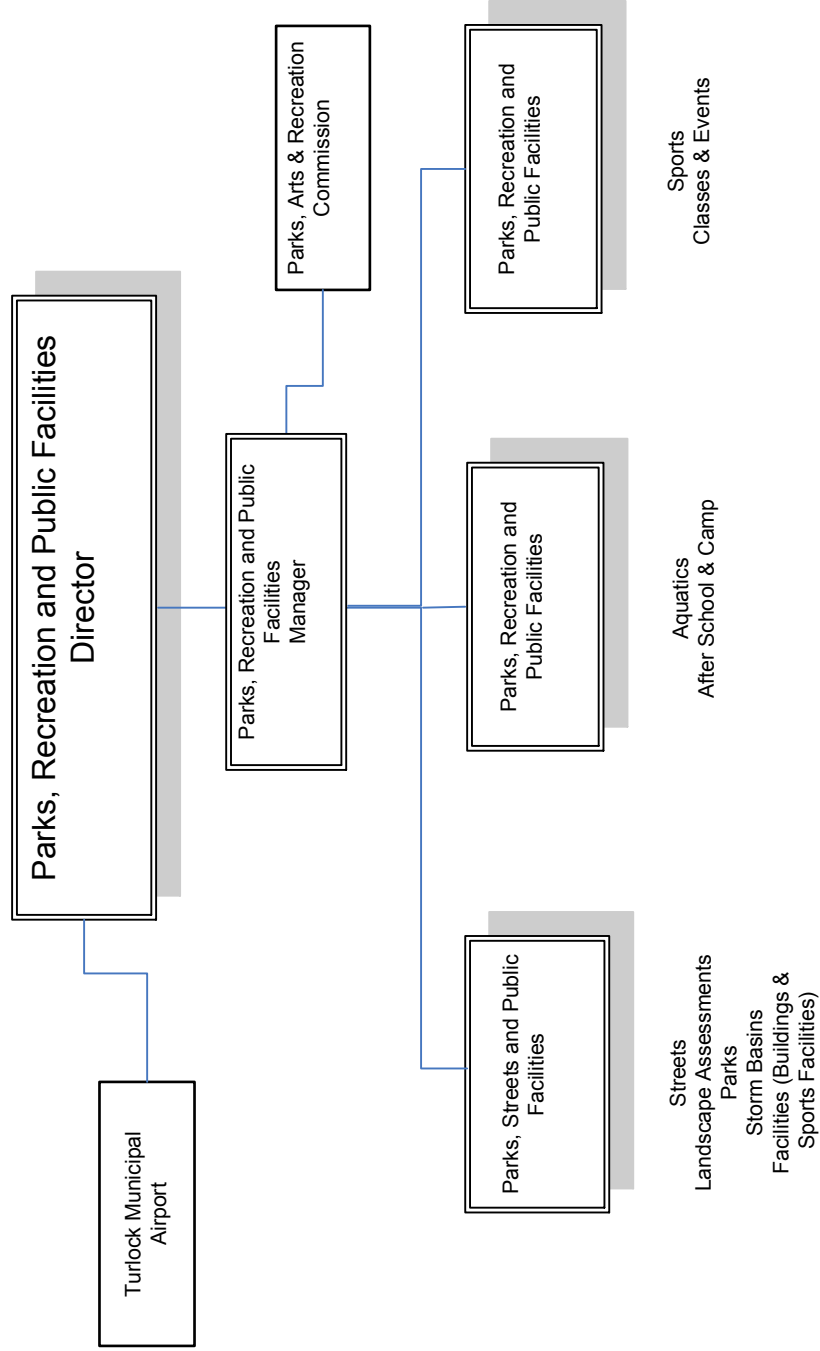 Parks, Recreation and Public Facilities
Director
Turlock Municipal
Airport
Parks, Recreation and Public
Facilities
Manager
Parks, Arts & Recreation
Commission
Parks, Streets and Public
Facilities
Streets
Landscape Assessments
Parks
Storm Basins
Facilities (Buildings &
Sports Facilities)
Parks, Recreation and
Public Facilities
Aquatics
After School & Camp
Parks, Recreation and
Public Facilities
Sports
Classes & Events